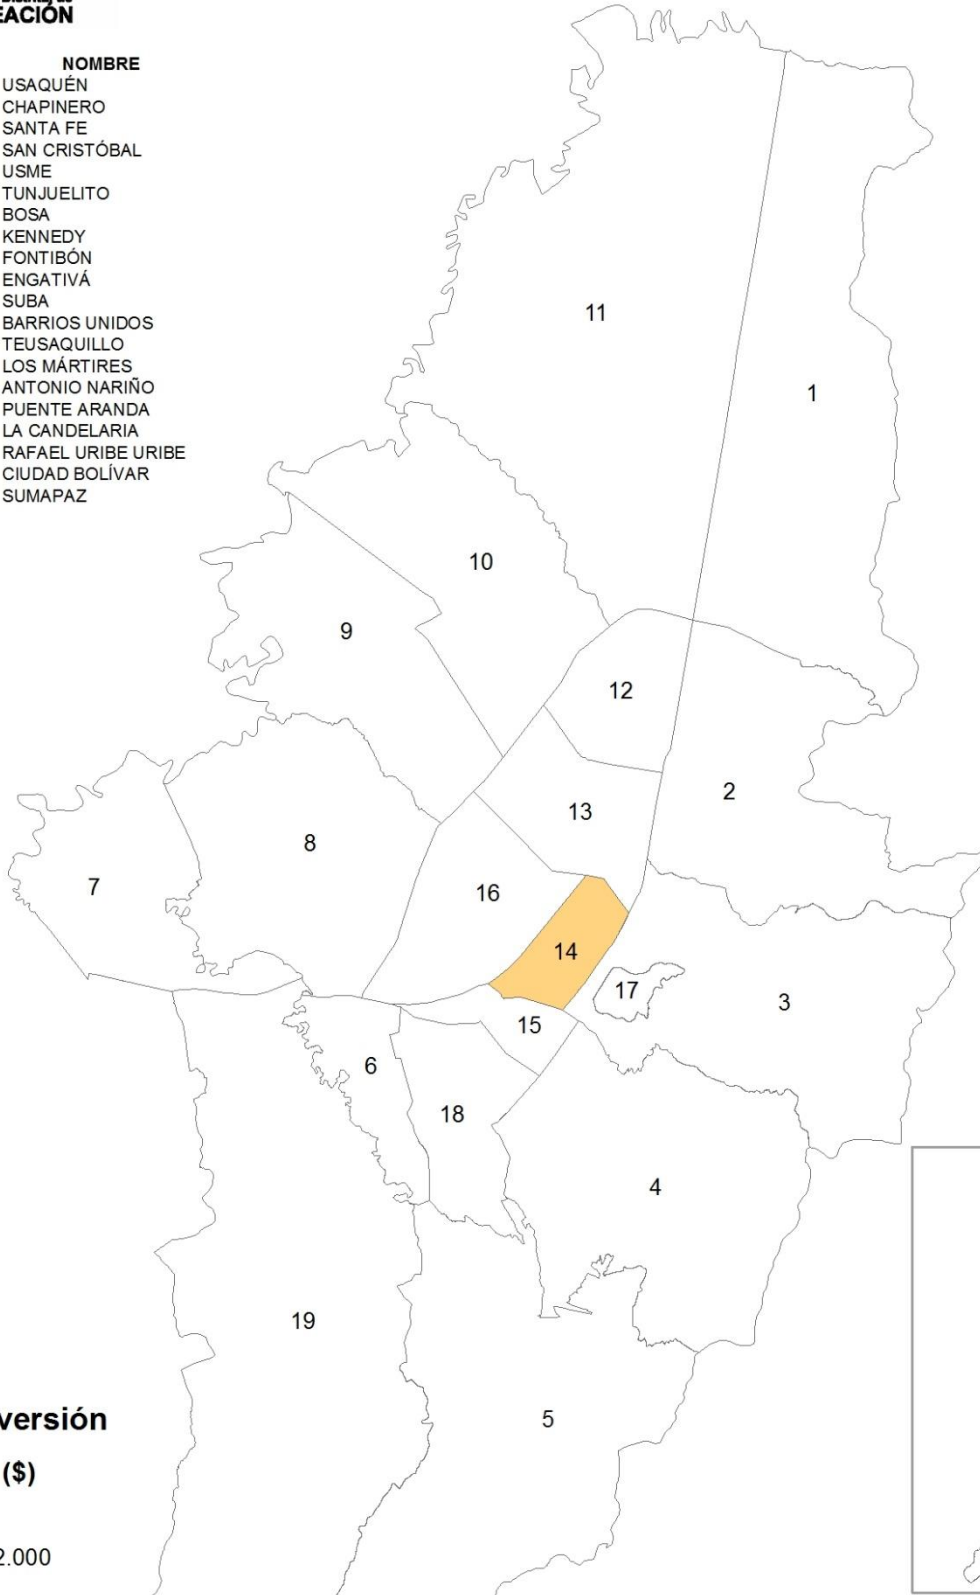 EACIÓN
NOMBRE
USAQUÉN
CHAPINERO
SANTA FE
SAN CRISTÓBAL
USME
TUNJUELITO
BOSA
KENNEDY
FONTIBÓN
ENGATIVÁ
SUBA
BARRIOS UNIDOS
TEUSAQUILLO
LOS MÁRTIRES
ANTONIO NARIÑO
PUENTE ARANDA
LA CANDELARIA
RAFAEL URIBE URIBE
CIUDAD BOLÍVAR
SUMAPAZ
11
1
10
9
12
2
13
8
7
16
14
17
3
15
6
18
4
19
5
versión
($)
2.000